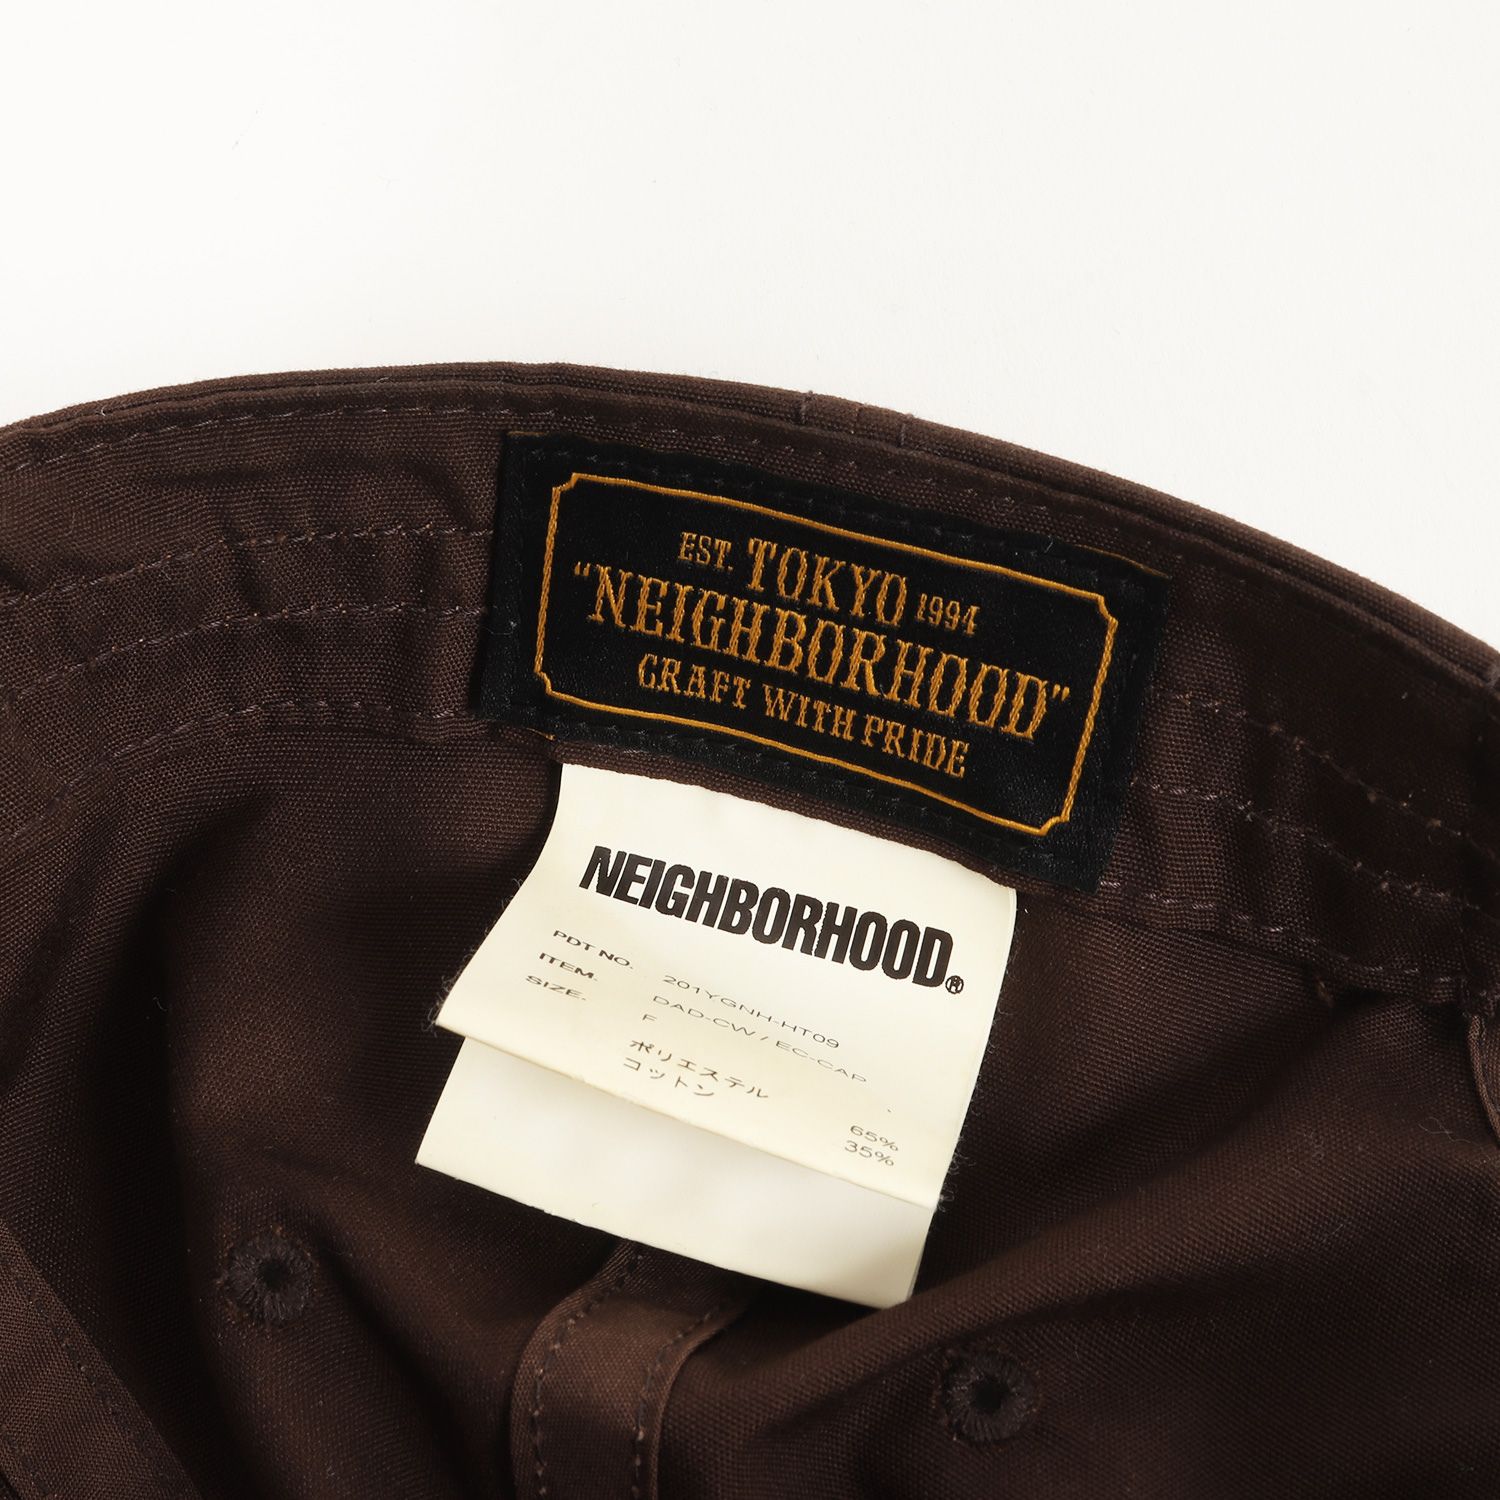 EST. TOKYO 1994
"NEIGHBORHOOD"
CRAFT WITH PRIDE
NEIGHBORHOOD®
PDT NO. 201YGNH-HT09
ITEM. DAD-CW / EC-CAP
SIZE. F
ポリエステル 65%
コットン 35%